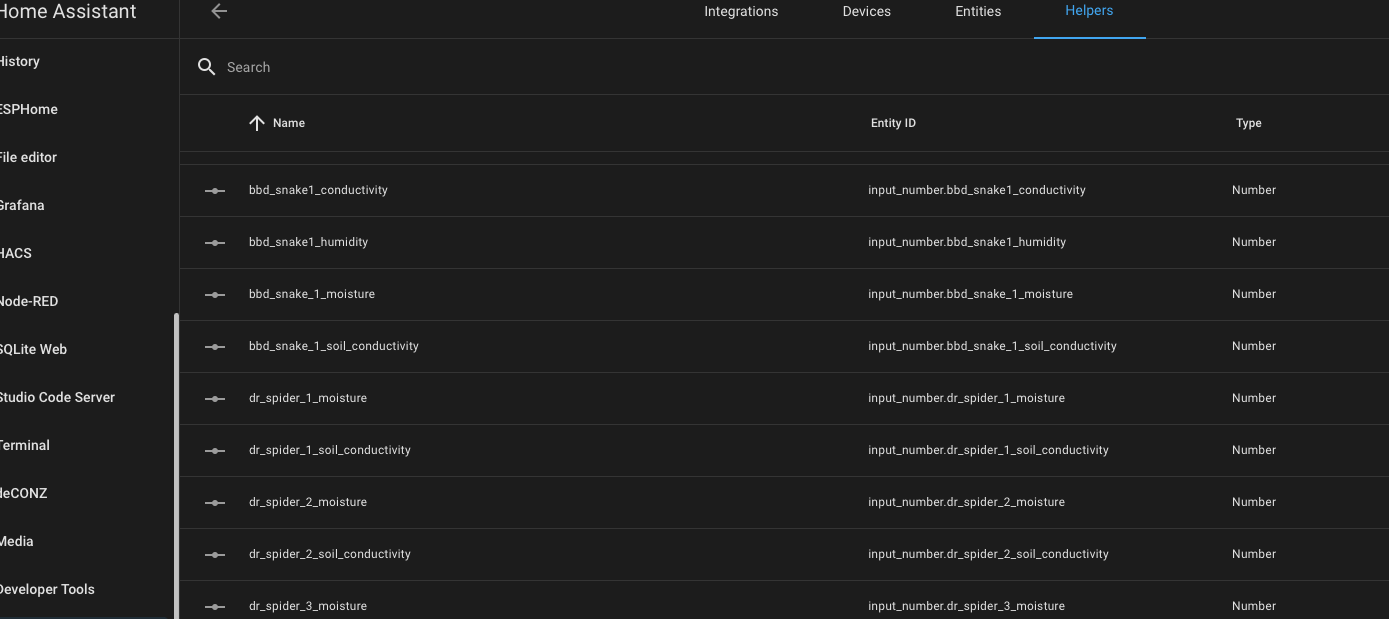 Home Assistant
Integrations Devices Entities Helpers
History
Search
ESPHome
Name Entity ID Type
File editor
bbd_snake1_conductivity input_number.bbd_snake1_conductivity Number
Grafana
bbd_snake1_humidity input_number.bbd_snake1_humidity Number
HACS
bbd_snake_1_moisture input_number.bbd_snake_1_moisture Number
Node-RED
bbd_snake_1_soil_conductivity input_number.bbd_snake_1_soil_conductivity Number
SQLite Web
dr_spider_1_moisture input_number.dr_spider_1_moisture Number
Studio Code Server
dr_spider_1_soil_conductivity input_number.dr_spider_1_soil_conductivity Number
Terminal
dr_spider_2_moisture input_number.dr_spider_2_moisture Number
deCONZ
dr_spider_2_soil_conductivity input_number.dr_spider_2_soil_conductivity Number
Media
Developer Tools
dr_spider_3_moisture input_number.dr_spider_3_moisture Number